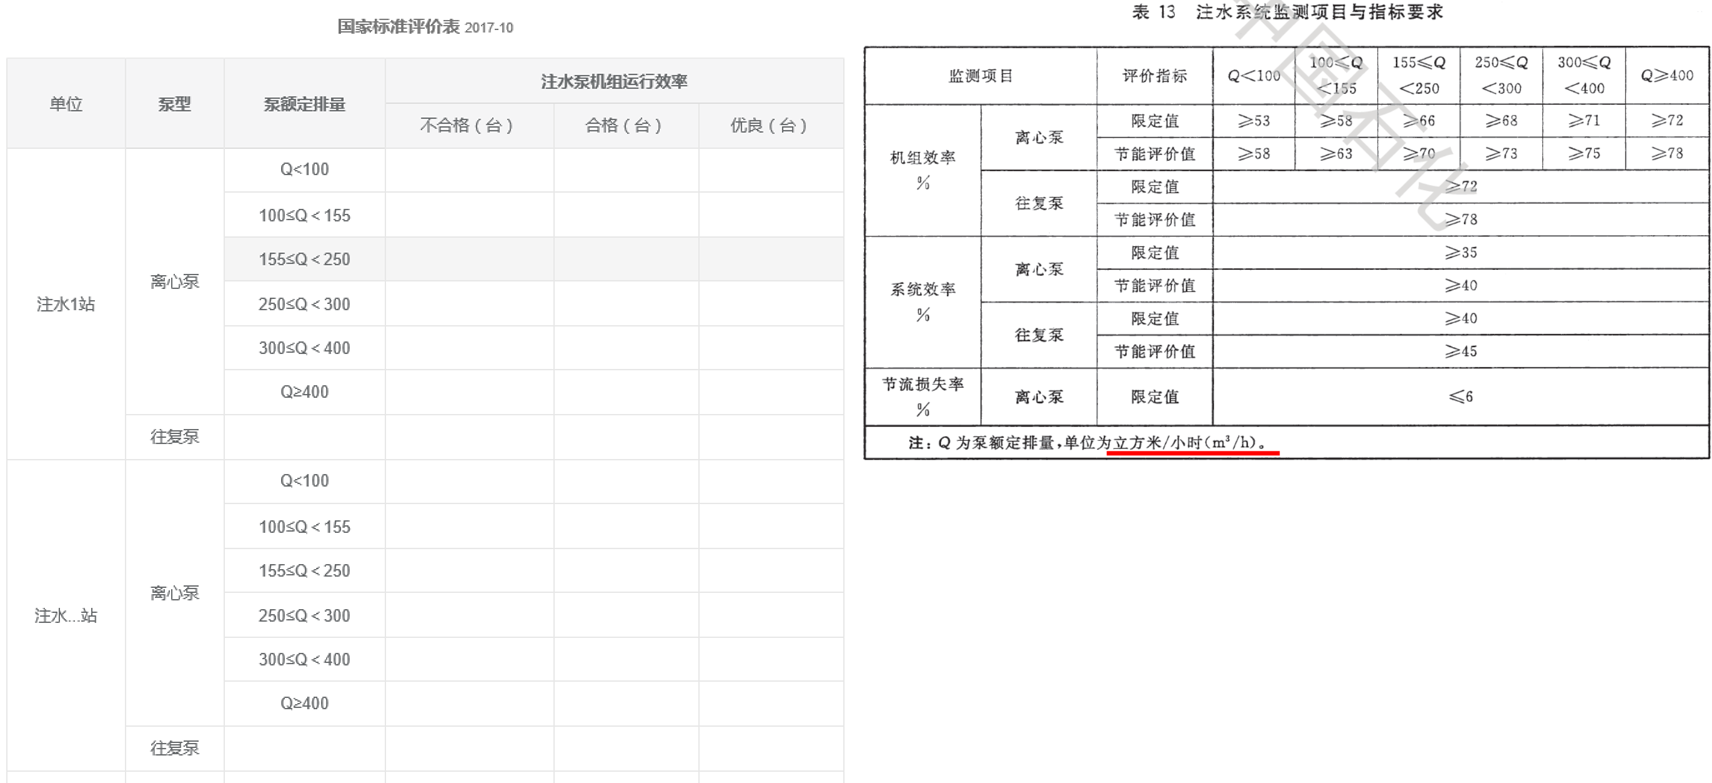 国家标准评价表 2017-10
单位 泵型 泵额定排量 注水泵机组运行效率
不合格（台） 合格（台） 优良（台）
注水1站 离心泵 Q<100
100≤Q＜155
155≤Q＜250
250≤Q＜300
300≤Q＜400
Q≥400
往复泵
注水...站 离心泵 Q<100
100≤Q＜155
155≤Q＜250
250≤Q＜300
300≤Q＜400
Q≥400
往复泵
表 13 注水系统监测项目与指标要求
监测项目 评价指标 Q＜100 100≤Q＜155 155≤Q＜250 250≤Q＜300 300≤Q＜400 Q≥400
机组效率 % 离心泵 限定值 ≥53 ≥58 ≥66 ≥68 ≥71 ≥72
节能评价值 ≥58 ≥63 ≥70 ≥73 ≥75 ≥78
往复泵 限定值 ≥72
节能评价值 ≥78
系统效率 % 离心泵 限定值 ≥35
节能评价值 ≥40
往复泵 限定值 ≥40
节能评价值 ≥45
节流损失率 % 离心泵 限定值 ≤6
注：Q 为泵额定排量，单位为立方米/小时(m³/h)。
中国石化